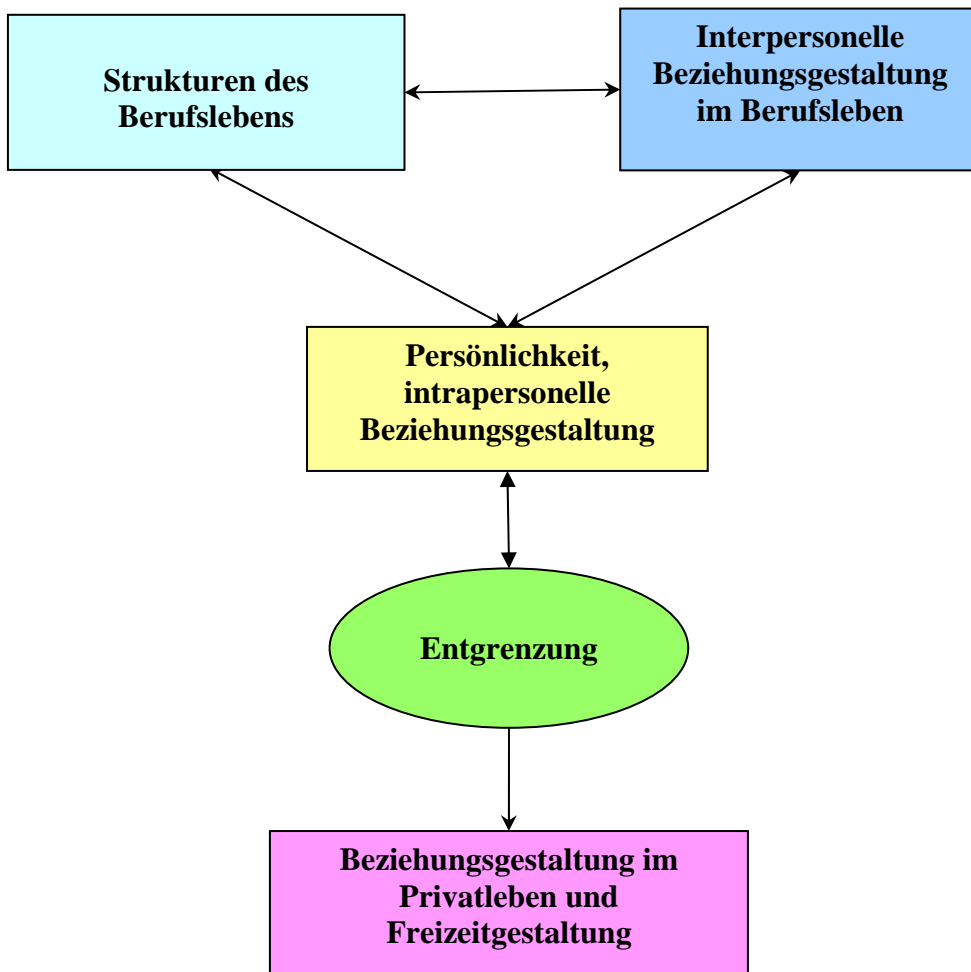 Strukturen des
Berufslebens
Interpersonelle
Beziehungsgestaltung
im Berufsleben
Persönlichkeit,
intrapersonelle
Beziehungsgestaltung
Entgrenzung
Beziehungsgestaltung im
Privatleben und
Freizeitgestaltung